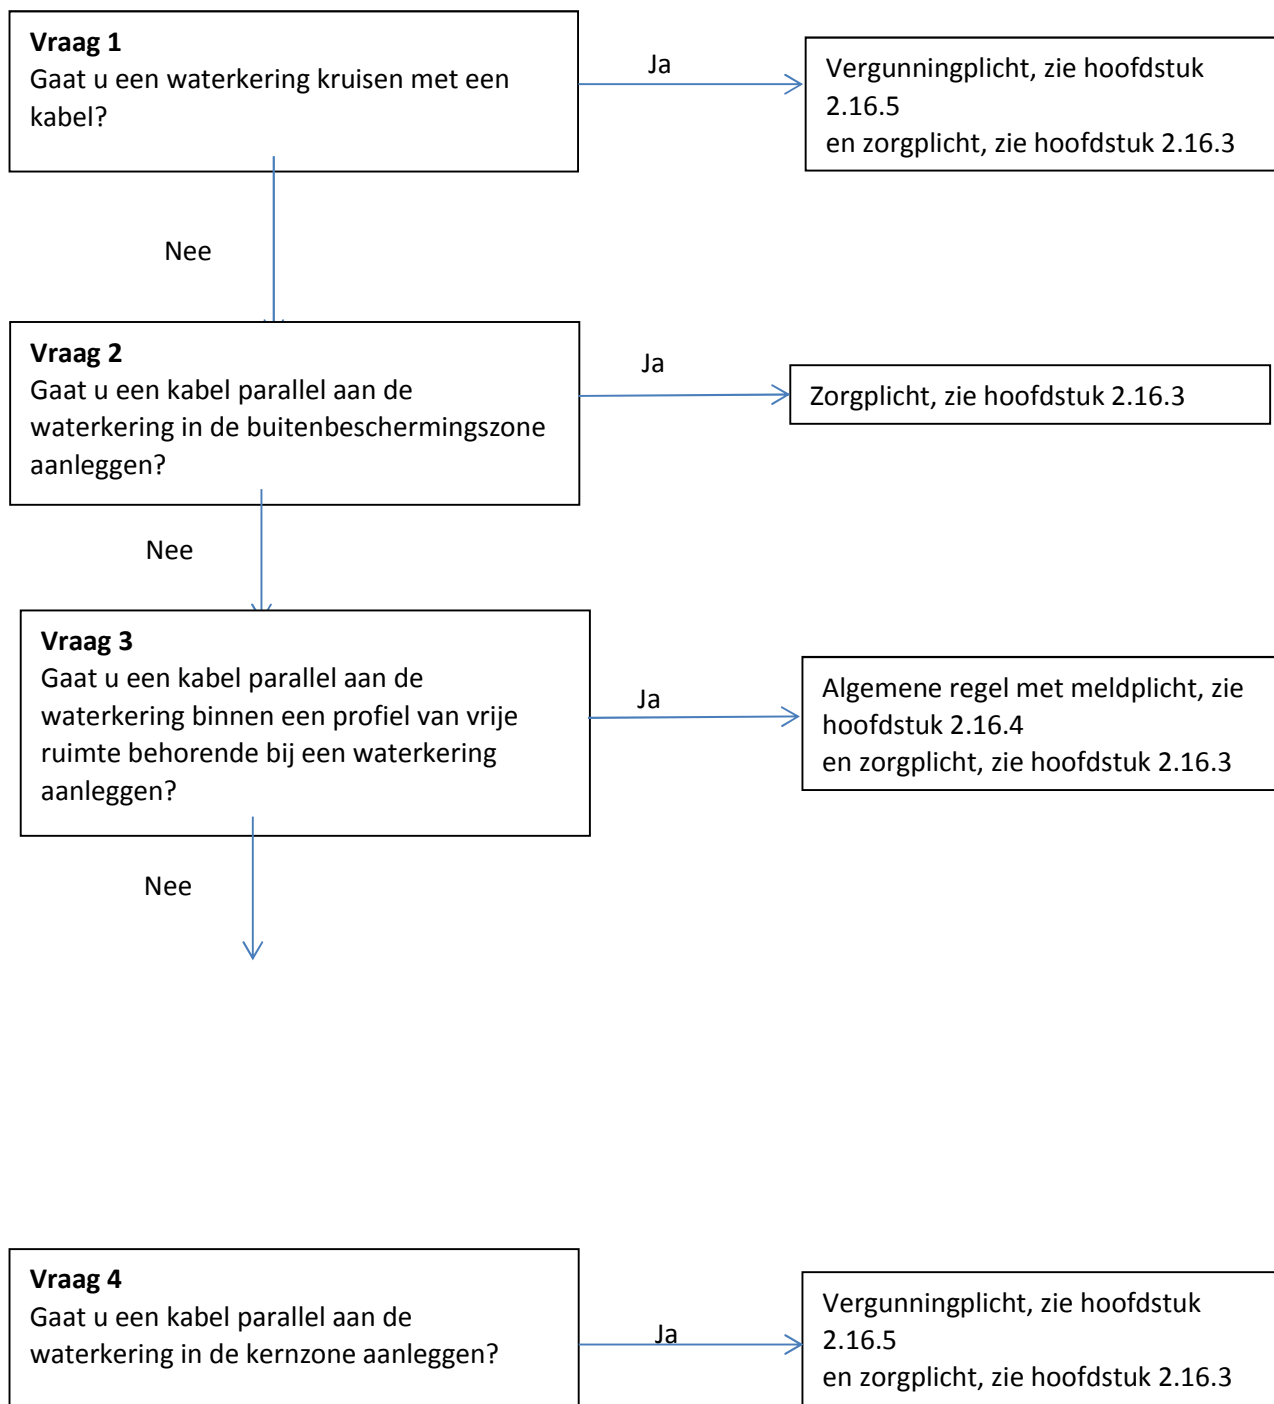 Vraag 1
Gaat u een waterkering kruisen met een
kabel?
Ja
Vergunningplicht, zie hoofdstuk
2.16.5
en zorgplicht, zie hoofdstuk 2.16.3
Nee
Vraag 2
Gaat u een kabel parallel aan de
waterkering in de buitenbeschermingszone
aanleggen?
Ja
Zorgplicht, zie hoofdstuk 2.16.3
Nee
Vraag 3
Gaat u een kabel parallel aan de
waterkering binnen een profiel van vrije
ruimte behorende bij een waterkering
aanleggen?
Ja
Algemene regel met meldplicht, zie
hoofdstuk 2.16.4
en zorgplicht, zie hoofdstuk 2.16.3
Nee
Vraag 4
Gaat u een kabel parallel aan de
waterkering in de kernzone aanleggen?
Ja
Vergunningplicht, zie hoofdstuk
2.16.5
en zorgplicht, zie hoofdstuk 2.16.3